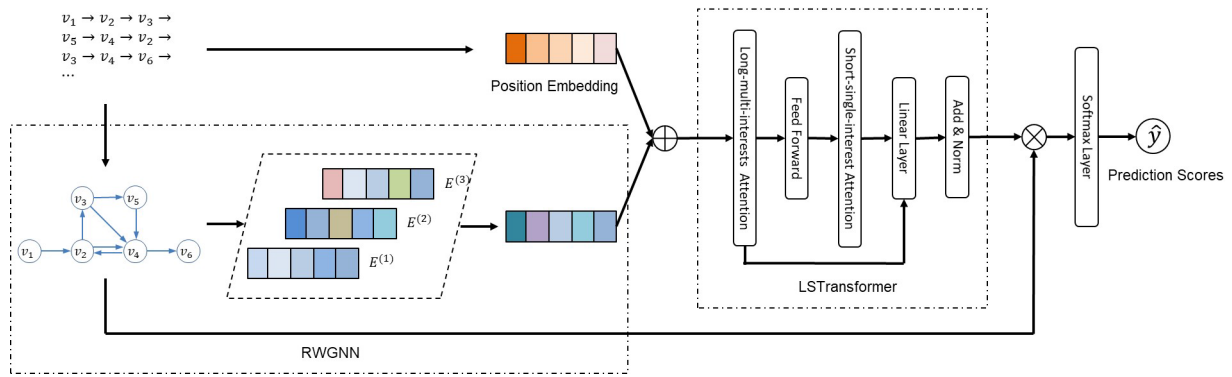 v₁ → v₂ → v₃ →
v₅ → v₄ → v₂ →
v₃ → v₄ → v₆ →
...
Position Embedding
v₁
v₂
v₃
v₄
v₅
v₆
E⁽³⁾
E⁽²⁾
E⁽¹⁾
RWGNN
Long-multi-interests Attention
Feed Forward
Short-single-interest Attention
Linear Layer
Add & Norm
LSTransformer
Softmax Layer
ŷ
Prediction Scores